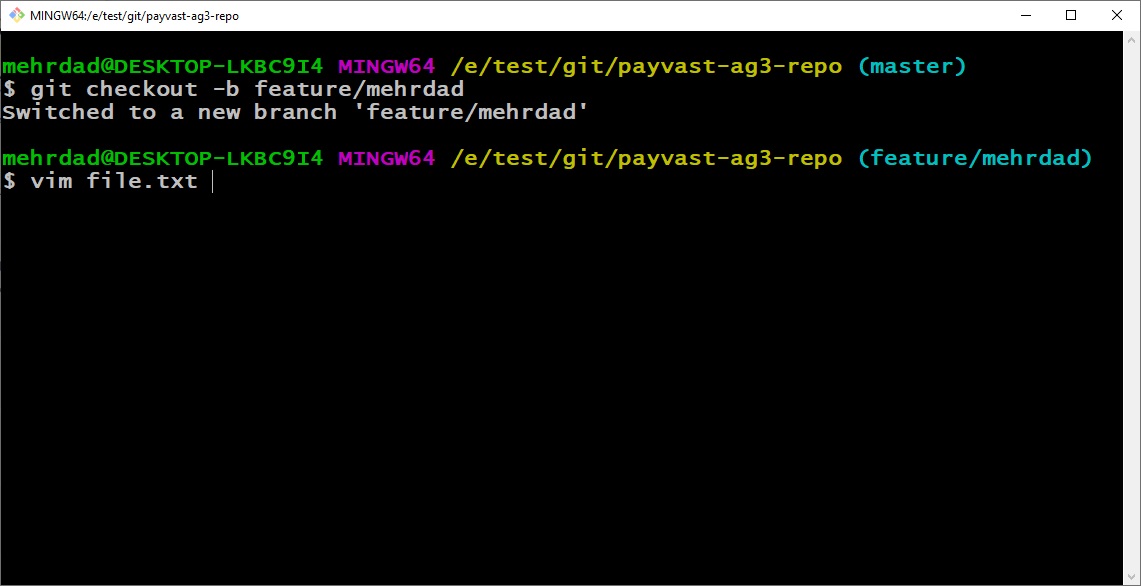 MINGW64:/e/test/git/payvast-ag3-repo
mehrdad@DESKTOP-LKBC9I4 MINGW64 /e/test/git/payvast-ag3-repo (master)
$ git checkout -b feature/mehrdad
Switched to a new branch 'feature/mehrdad'
mehrdad@DESKTOP-LKBC9I4 MINGW64 /e/test/git/payvast-ag3-repo (feature/mehrdad)
$ vim file.txt